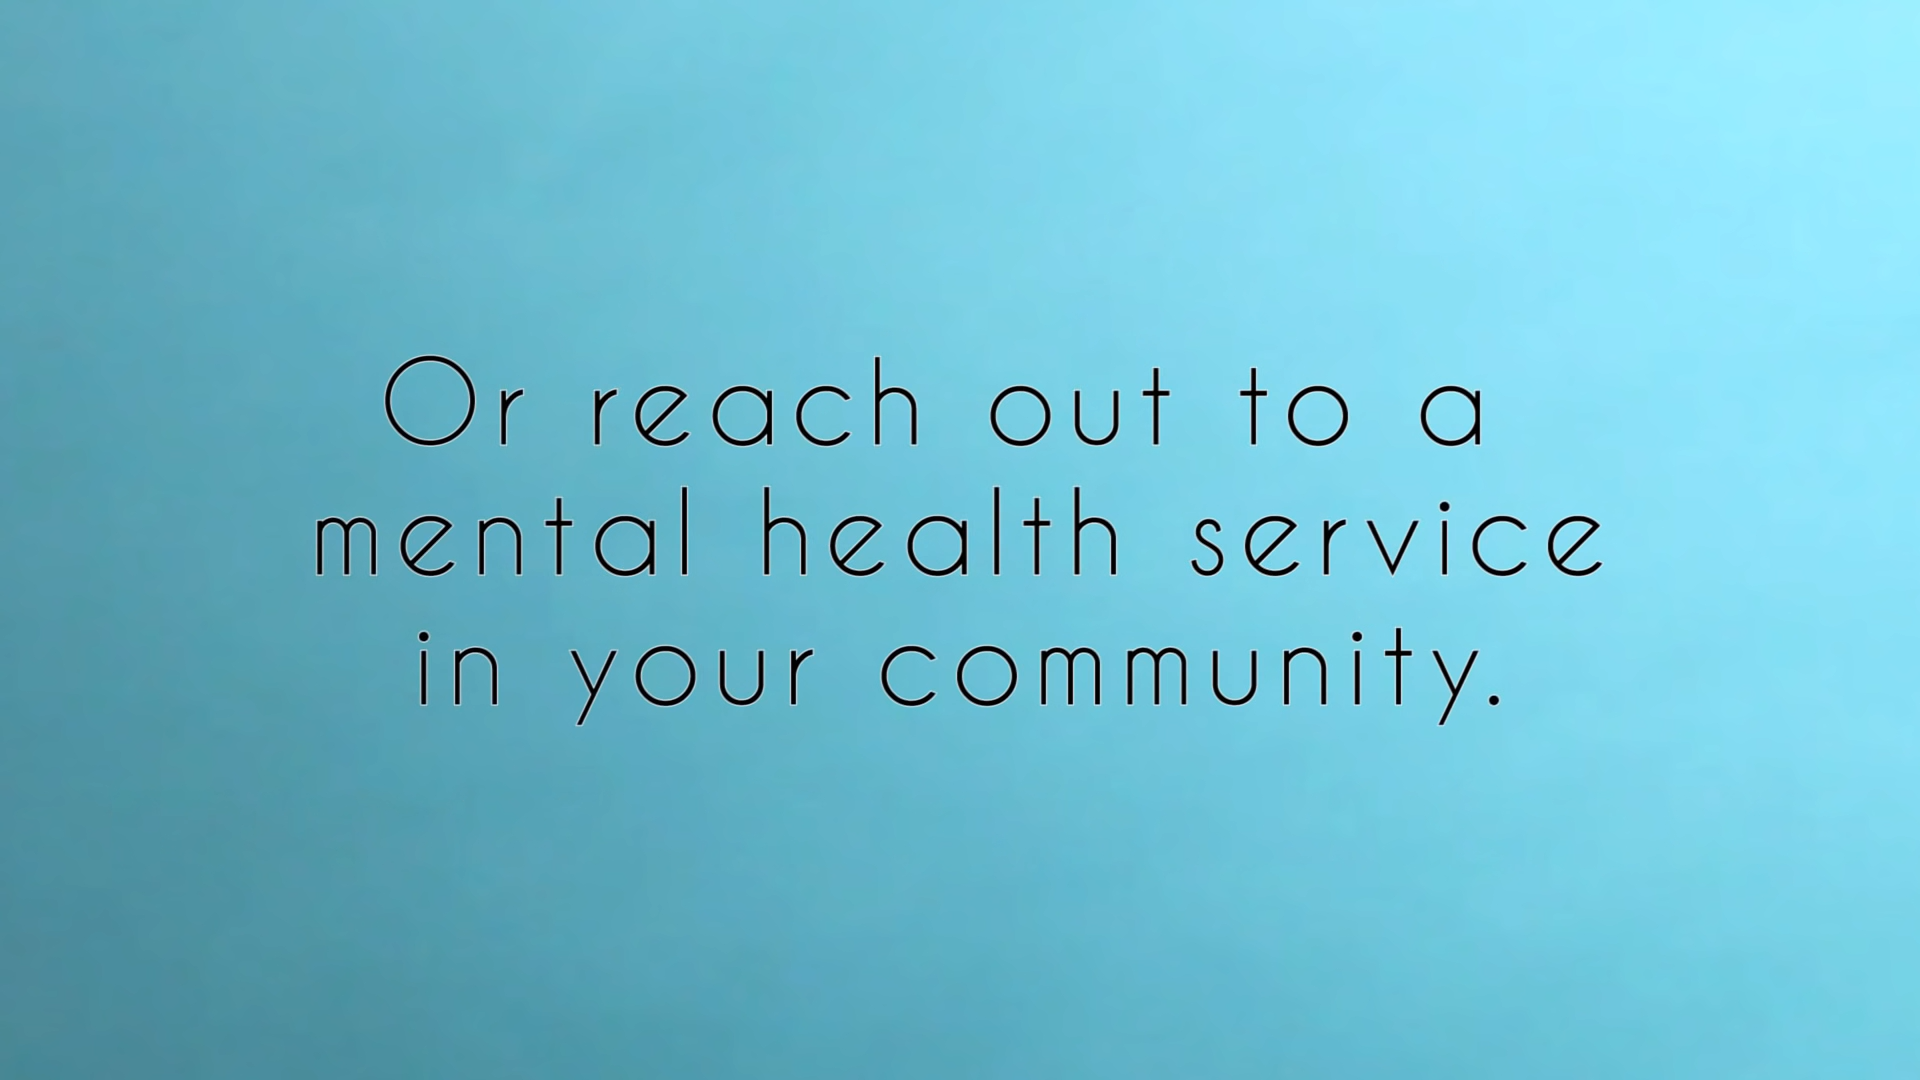 Or reach out to a
mental health service
in your community.